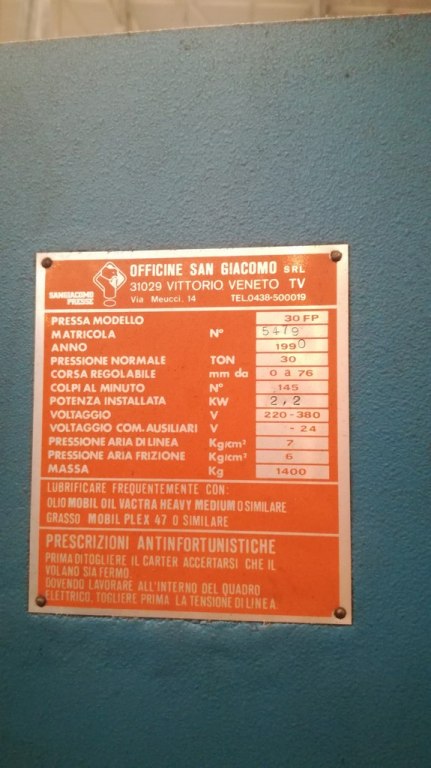 SANGIACOMO
PRESSE
OFFICINE SAN GIACOMO SRL
31029 VITTORIO VENETO TV
Via Meucci, 14 TEL.0438-500019
PRESSA MODELLO 30 FP
MATRICOLA N° 5479
ANNO 1990
PRESSIONE NORMALE TON 30
CORSA REGOLABILE mm da 0 à 76
COLPI AL MINUTO N° 145
POTENZA INSTALLATA KW 2,2
VOLTAGGIO V 220-380
VOLTAGGIO COM. AUSILIARI V - 24
PRESSIONE ARIA DI LINEA Kg/cm² 7
PRESSIONE ARIA FRIZIONE Kg/cm² 6
MASSA Kg 1400
LUBRIFICARE FREQUENTEMENTE CON:
OLIO MOBIL OIL VACTRA HEAVY MEDIUM O SIMILARE
GRASSO MOBIL PLEX 47 O SIMILARE
PRESCRIZIONI ANTINFORTUNISTICHE
PRIMA DI TOGLIERE IL CARTER ACCERTARSI CHE IL
VOLANO SIA FERMO.
DOVENDO LAVORARE ALL'INTERNO DEL QUADRO
ELETTRICO, TOGLIERE PRIMA LA TENSIONE DI LINEA.